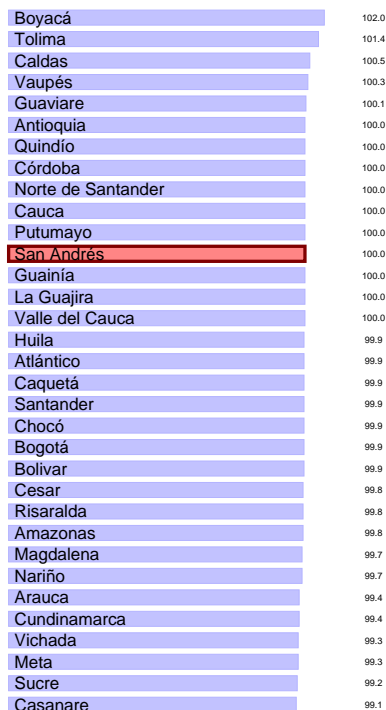 Boyacá 102.0
Tolima 101.4
Caldas 100.5
Vaupés 100.3
Guaviare 100.1
Antioquia 100.0
Quindío 100.0
Córdoba 100.0
Norte de Santander 100.0
Cauca 100.0
Putumayo 100.0
San Andrés 100.0
Guainía 100.0
La Guajira 100.0
Valle del Cauca 100.0
Huila 99.9
Atlántico 99.9
Caquetá 99.9
Santander 99.9
Chocó 99.9
Bogotá 99.9
Bolivar 99.9
Cesar 99.8
Risaralda 99.8
Amazonas 99.8
Magdalena 99.7
Nariño 99.7
Arauca 99.4
Cundinamarca 99.4
Vichada 99.3
Meta 99.3
Sucre 99.2
Casanare 99.1